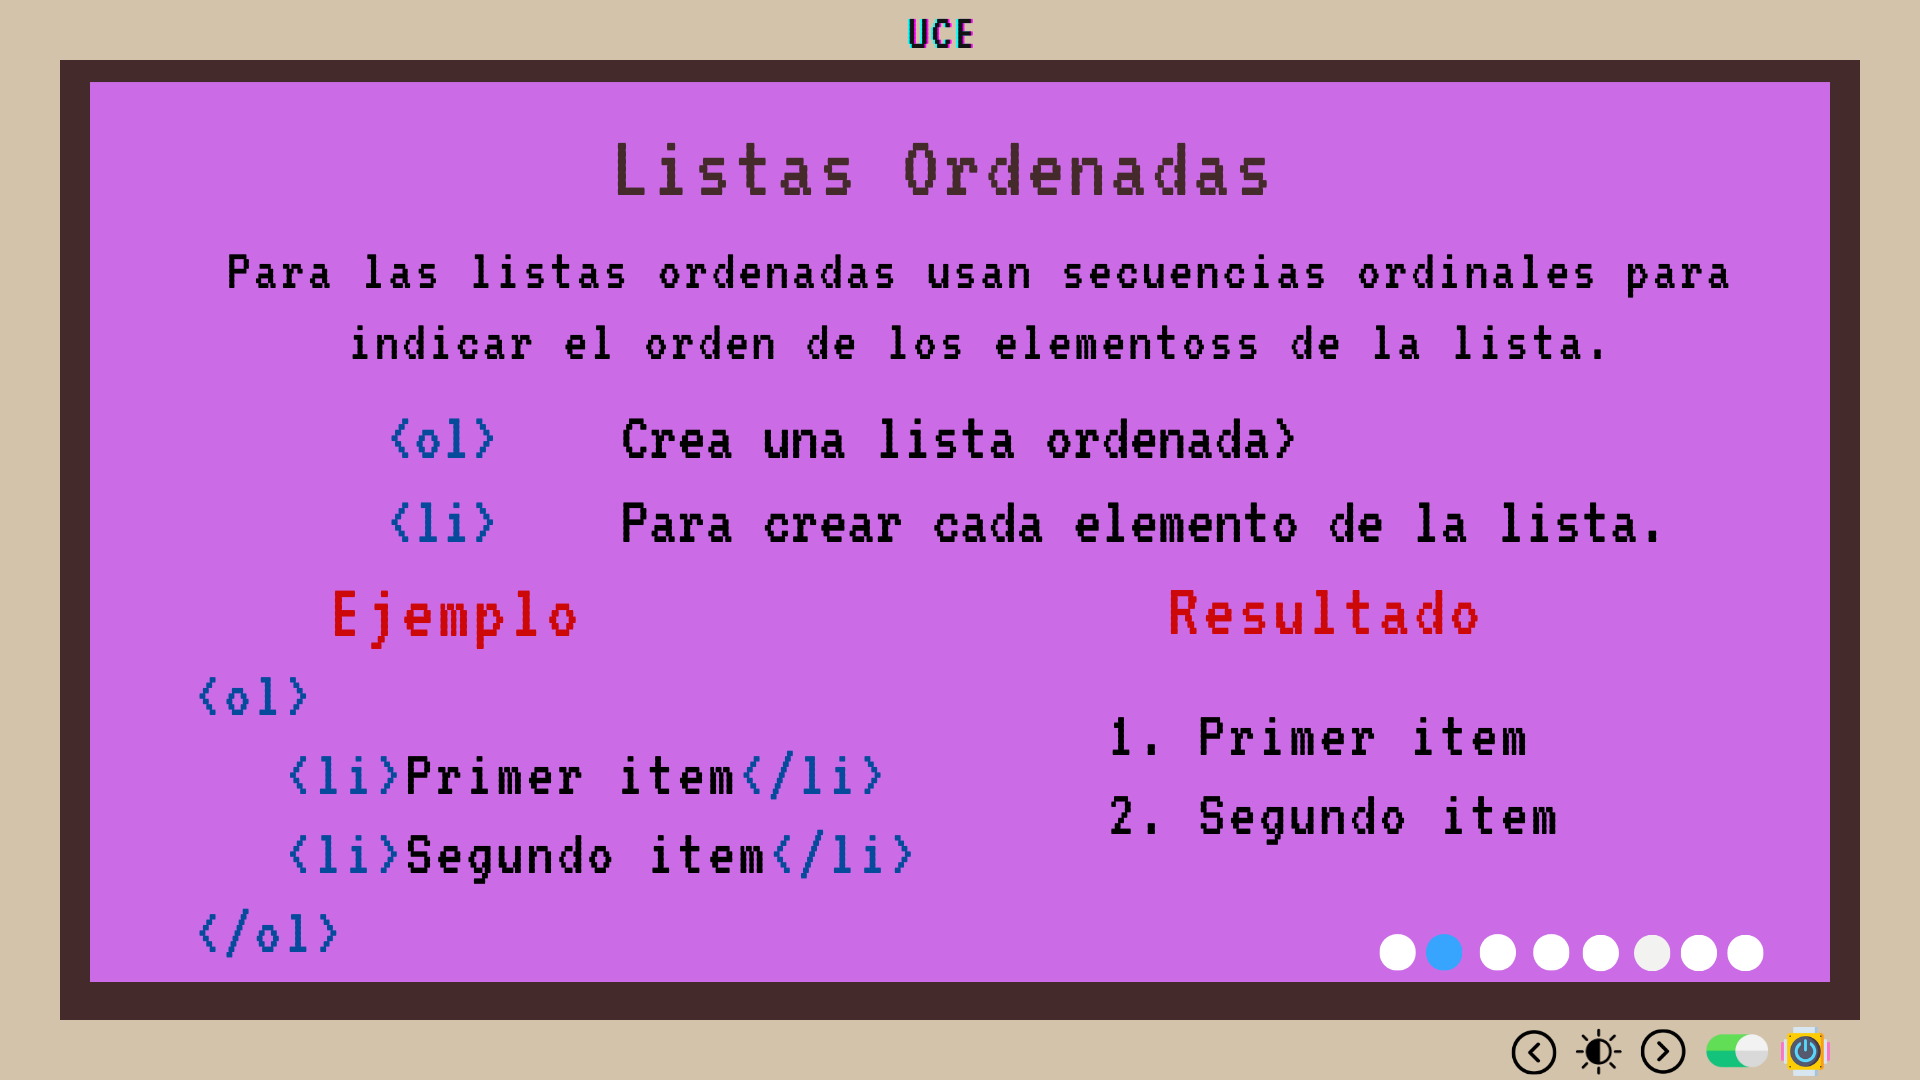 UCE
Listas Ordenadas
Para las listas ordenadas usan secuencias ordinales para
indicar el orden de los elementoss de la lista.
<ol> Crea una lista ordenada>
<li> Para crear cada elemento de la lista.
Ejemplo
<ol>
<li>Primer item</li>
<li>Segundo item</li>
</ol>
Resultado
1. Primer item
2. Segundo item